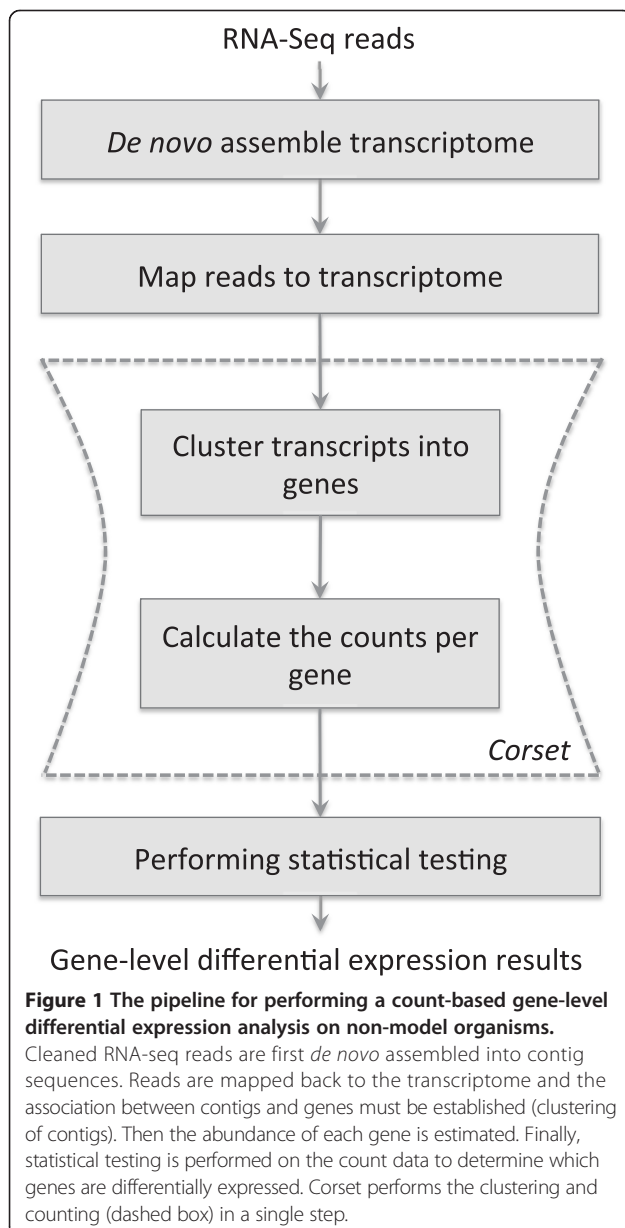 RNA-Seq reads
De novo assemble transcriptome
Map reads to transcriptome
Cluster transcripts into
genes
Calculate the counts per
gene
Corset
Performing statistical testing
Gene-level differential expression results
Figure 1 The pipeline for performing a count-based gene-level
differential expression analysis on non-model organisms.
Cleaned RNA-seq reads are first de novo assembled into contig
sequences. Reads are mapped back to the transcriptome and the
association between contigs and genes must be established (clustering
of contigs). Then the abundance of each gene is estimated. Finally,
statistical testing is performed on the count data to determine which
genes are differentially expressed. Corset performs the clustering and
counting (dashed box) in a single step.